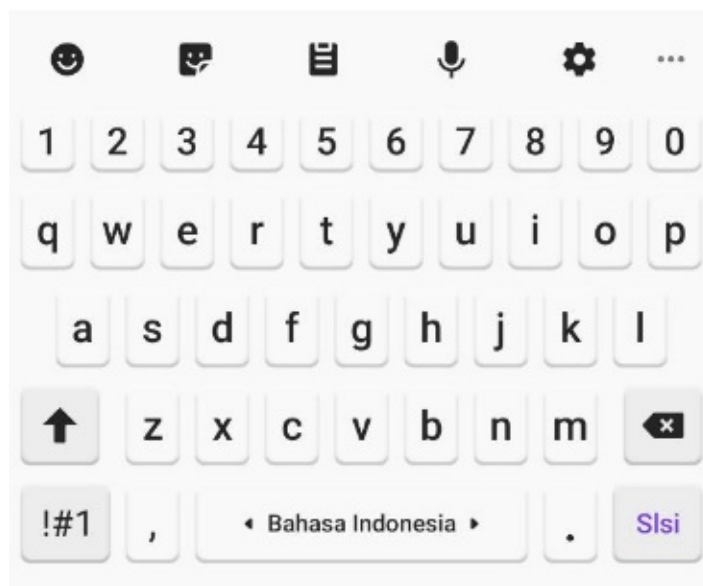 1 2 3 4 5 6 7 8 9 0
q w e r t y u i o p
a s d f g h j k l
z x c v b n m
!#1 , Bahasa Indonesia . Slsi